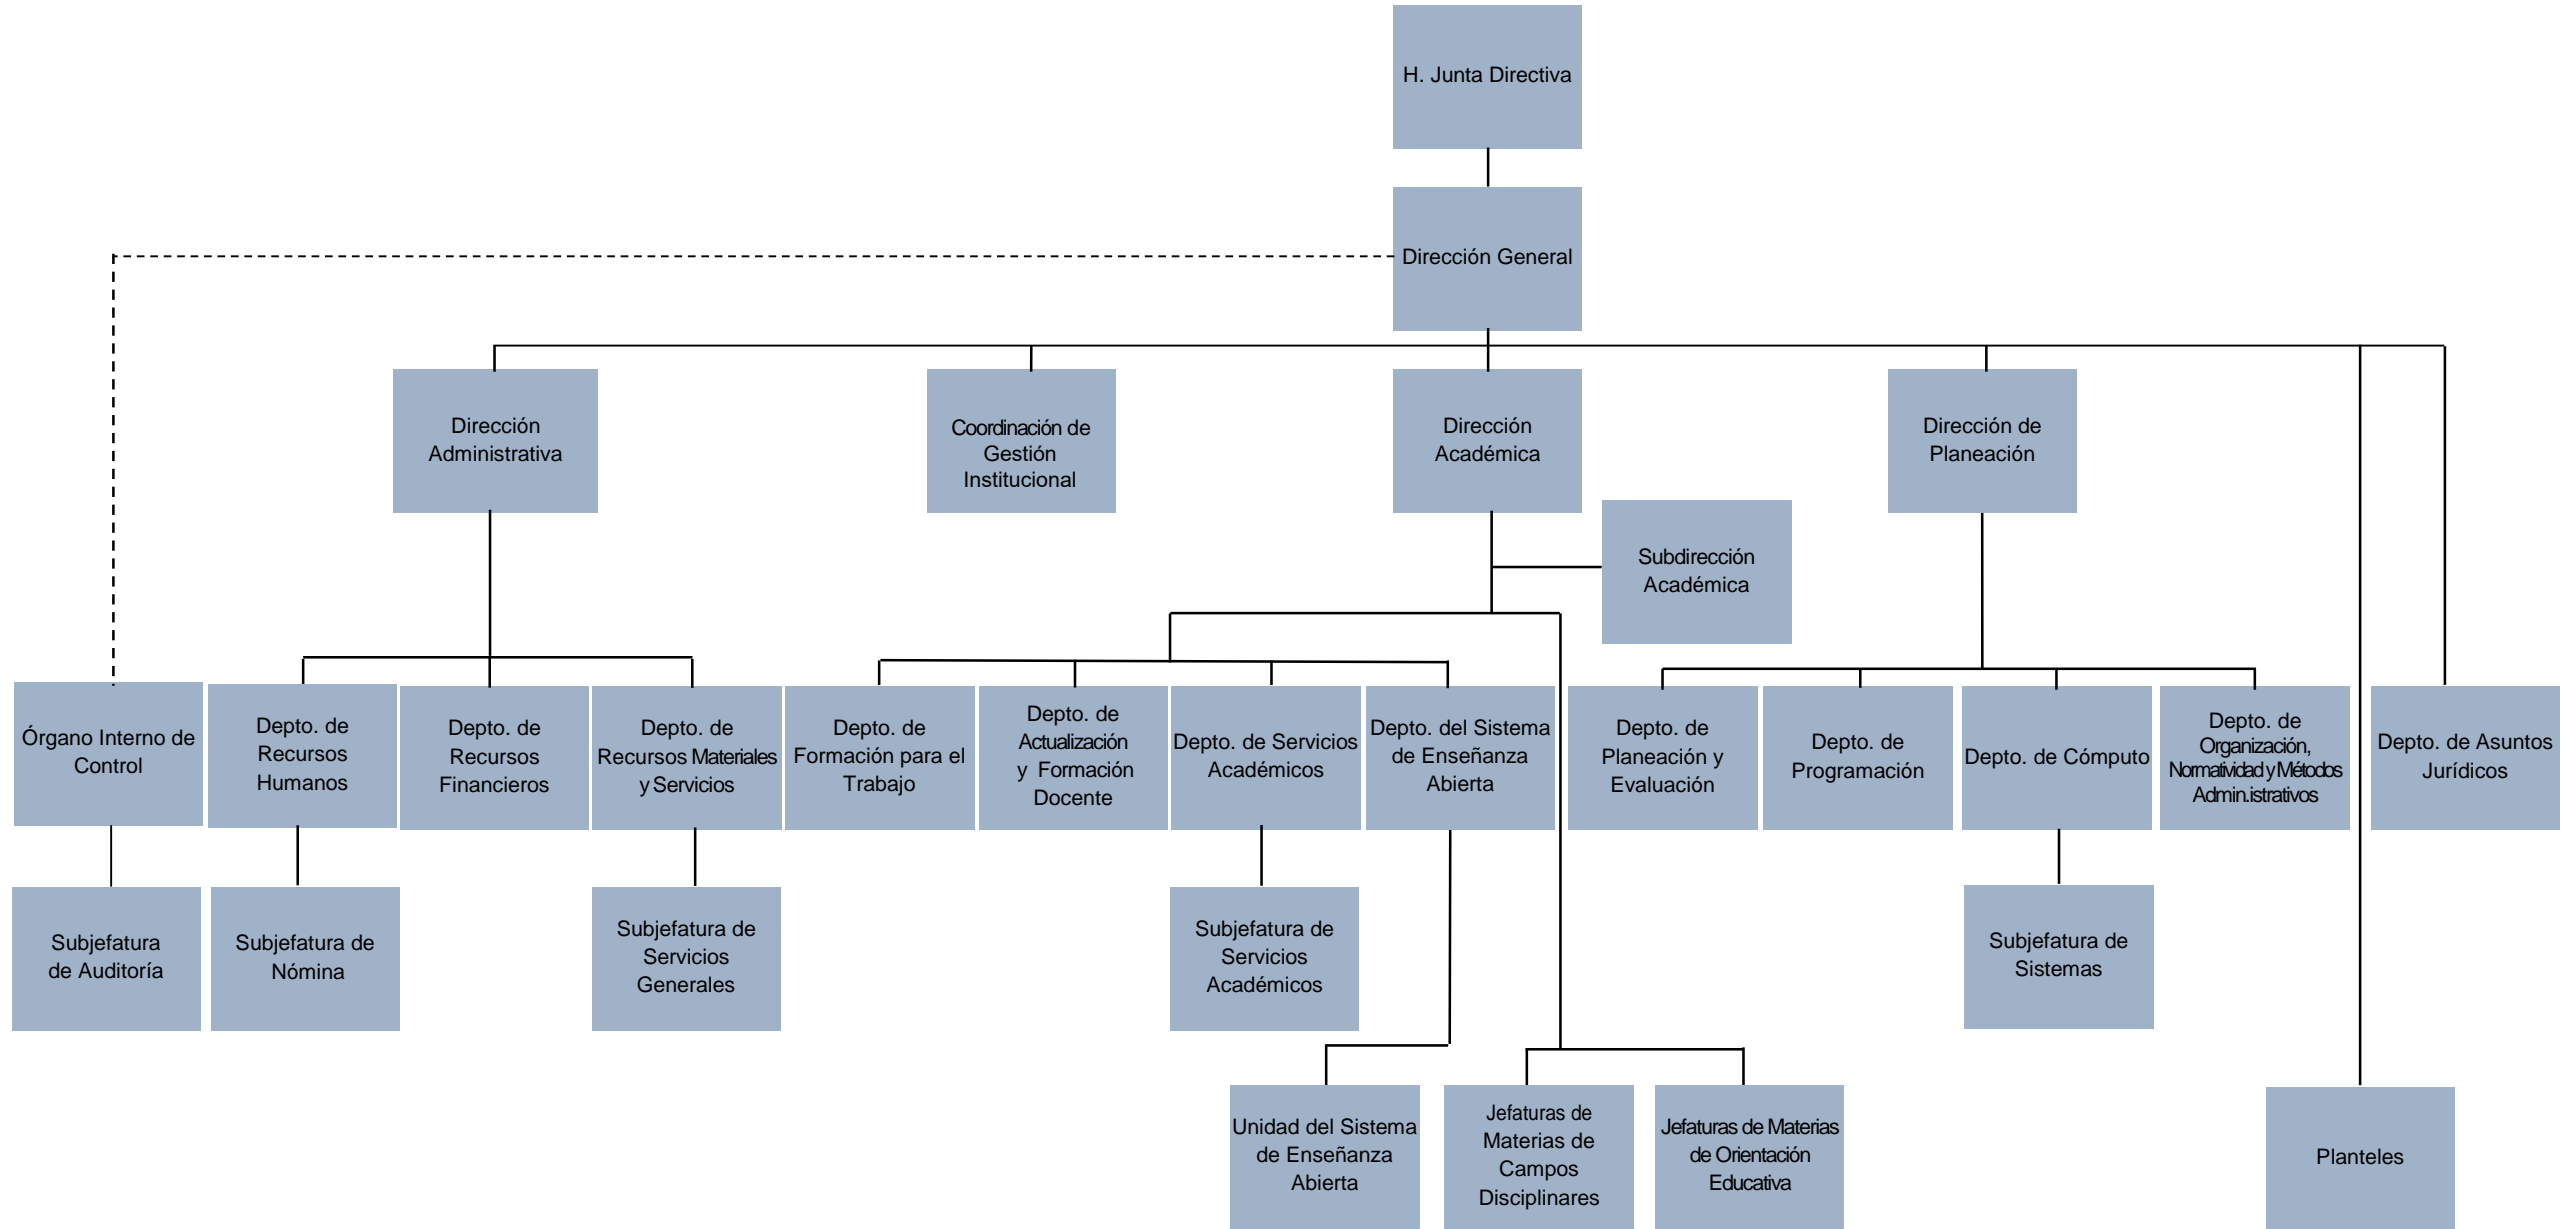 H. Junta Directiva
Dirección General
Dirección
Administrativa
Coordinación de
Gestión
Institucional
Dirección
Académica
Dirección de
Planeación
Subdirección
Académica
Órgano Interno de
Control
Depto. de
Recursos
Humanos
Depto. de
Recursos
Financieros
Depto. de
Recursos Materiales
y Servicios
Depto. de
Formación para el
Trabajo
Depto. de
Actualización
y Formación
Docente
Depto. de Servicios
Académicos
Depto. del Sistema
de Enseñanza
Abierta
Depto. de
Planeación y
Evaluación
Depto. de
Programación
Depto. de Cómputo
Depto. de
Organización,
Normatividad y Métodos
Admin.istrativos
Depto. de Asuntos
Jurídicos
Subjefatura
de Auditoría
Subjefatura de
Nómina
Subjefatura de
Servicios
Generales
Subjefatura de
Servicios
Académicos
Subjefatura de
Sistemas
Unidad del Sistema
de Enseñanza
Abierta
Jefaturas de
Materias de
Campos
Disciplinares
Jefaturas de Materias
de Orientación
Educativa
Planteles